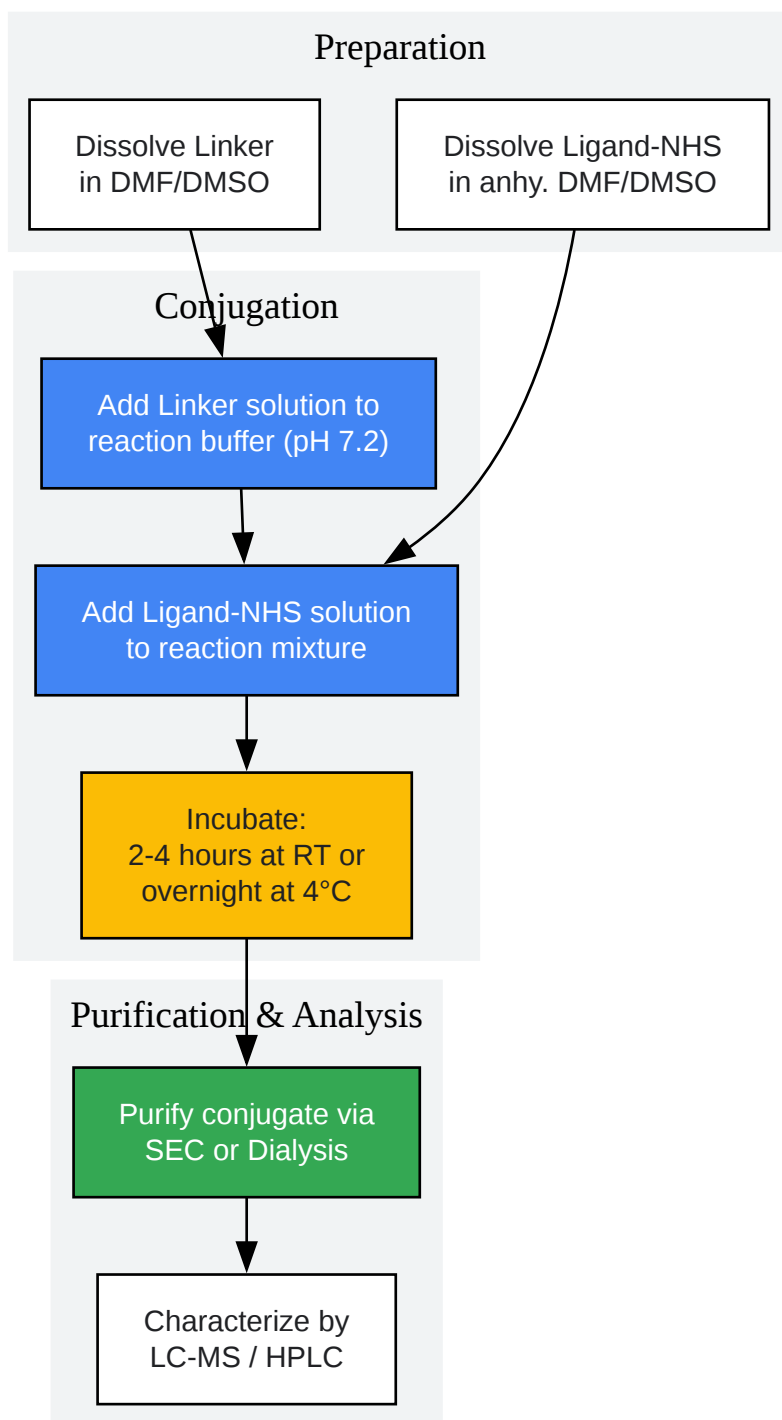 Preparation
Dissolve Linker
in DMF/DMSO
Dissolve Ligand-NHS
in anhy. DMF/DMSO
Conjugation
Add Linker solution to
reaction buffer (pH 7.2)
Add Ligand-NHS solution
to reaction mixture
Incubate:
2-4 hours at RT or
overnight at 4°C
Purification & Analysis
Purify conjugate via
SEC or Dialysis
Characterize by
LC-MS / HPLC